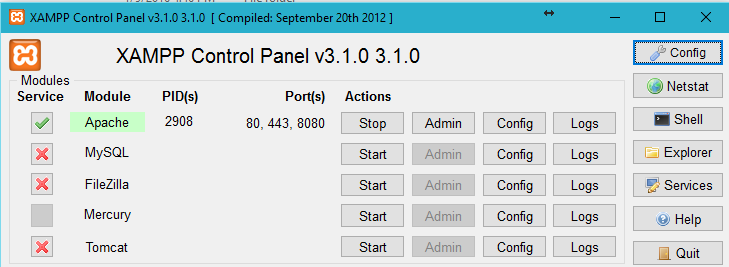 XAMPP Control Panel v3.1.0 3.1.0 [ Compiled: September 20th 2012 ]
XAMPP Control Panel v3.1.0 3.1.0
Config
Modules
Service Module PID(s) Port(s) Actions
Netstat
Apache 2908 80, 443, 8080 Stop Admin Config Logs
Shell
MySQL Start Admin Config Logs
Explorer
FileZilla Start Admin Config Logs
Services
Mercury Start Admin Config Logs
Help
Tomcat Start Admin Config Logs
Quit